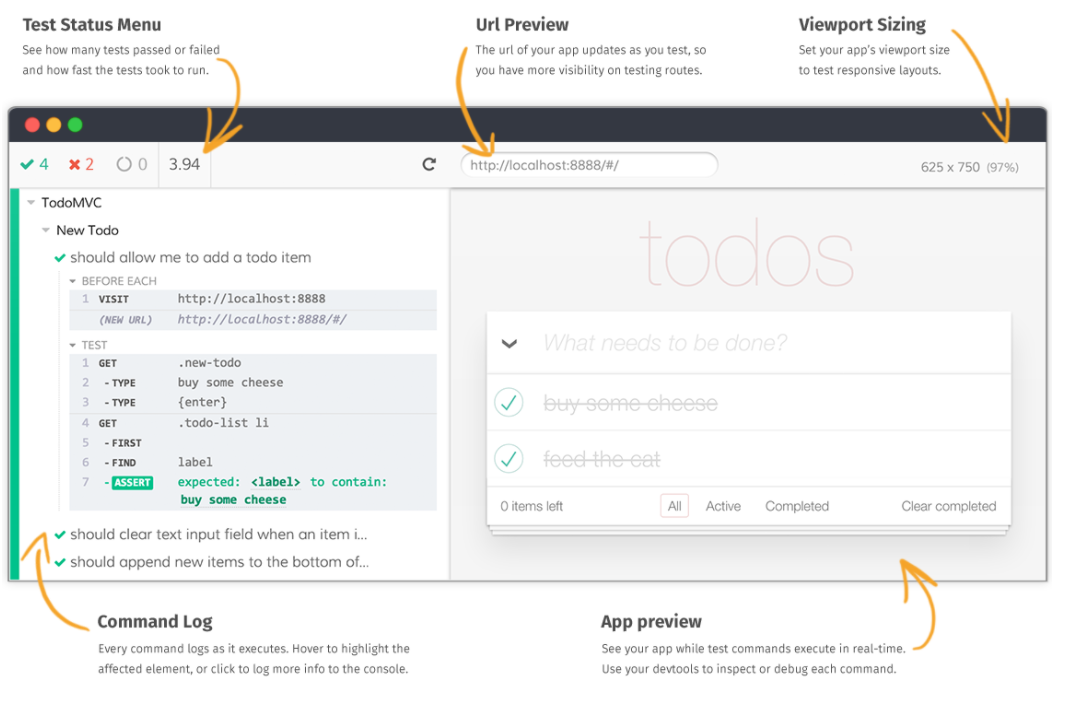 Test Status Menu
See how many tests passed or failed
and how fast the tests took to run.
Url Preview
The url of your app updates as you test, so
you have more visibility on testing routes.
Viewport Sizing
Set your app's viewport size
to test responsive layouts.
4 2 0 3.94
http://localhost:8888/#/
625 x 750 (97%)
TodoMVC
New Todo
should allow me to add a todo item
BEFORE EACH
1 VISIT http://localhost:8888
(NEW URL) http://localhost:8888/#/
TEST
1 GET .new-todo
2 - TYPE buy some cheese
3 - TYPE {enter}
4 GET .todo-list li
5 - FIRST
6 - FIND label
7 - ASSERT expected: <label> to contain:
buy some cheese
should clear text input field when an item i...
should append new items to the bottom of...
todos
What needs to be done?
buy some cheese
feed the cat
0 items left All Active Completed Clear completed
Command Log
Every command logs as it executes. Hover to highlight the
affected element, or click to log more info to the console.
App preview
See your app while test commands execute in real-time.
Use your devtools to inspect or debug each command.